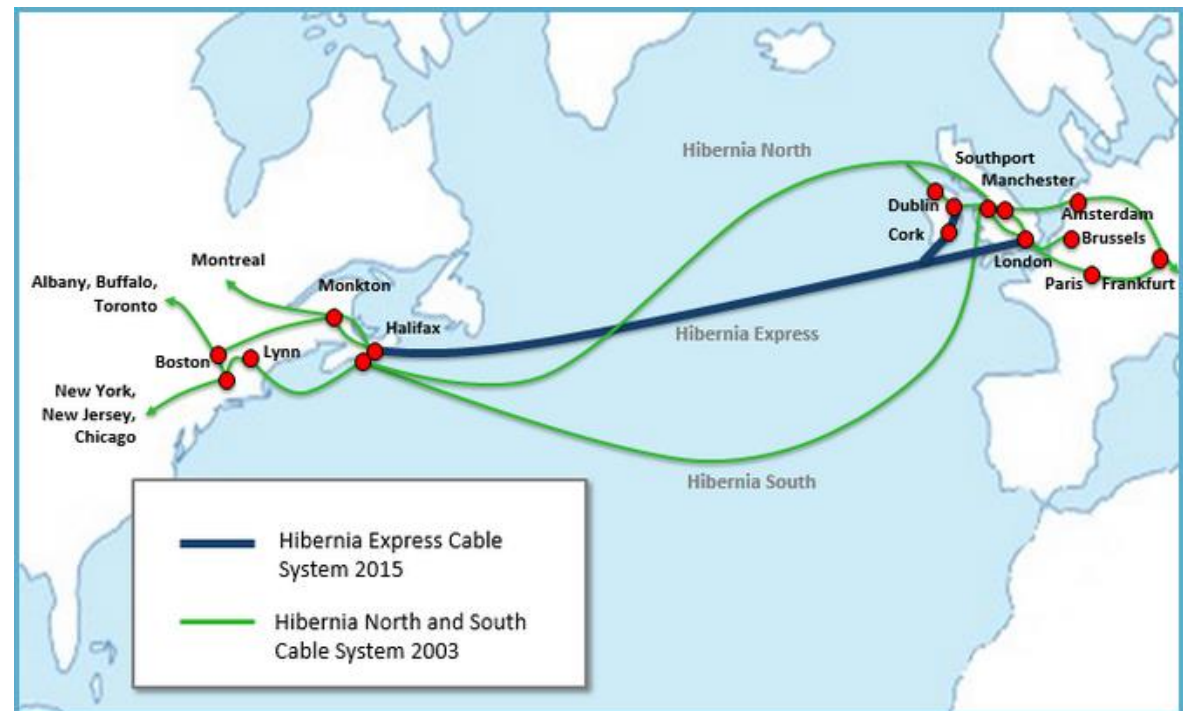 Hibernia North
Southport
Manchester
Dublin
Amsterdam
Cork
Brussels
London
Paris
Frankfurt
Montreal
Albany, Buffalo,
Toronto
Monkton
Halifax
Hibernia Express
Boston
Lynn
New York,
New Jersey,
Chicago
Hibernia South
Hibernia Express Cable
System 2015
Hibernia North and South
Cable System 2003